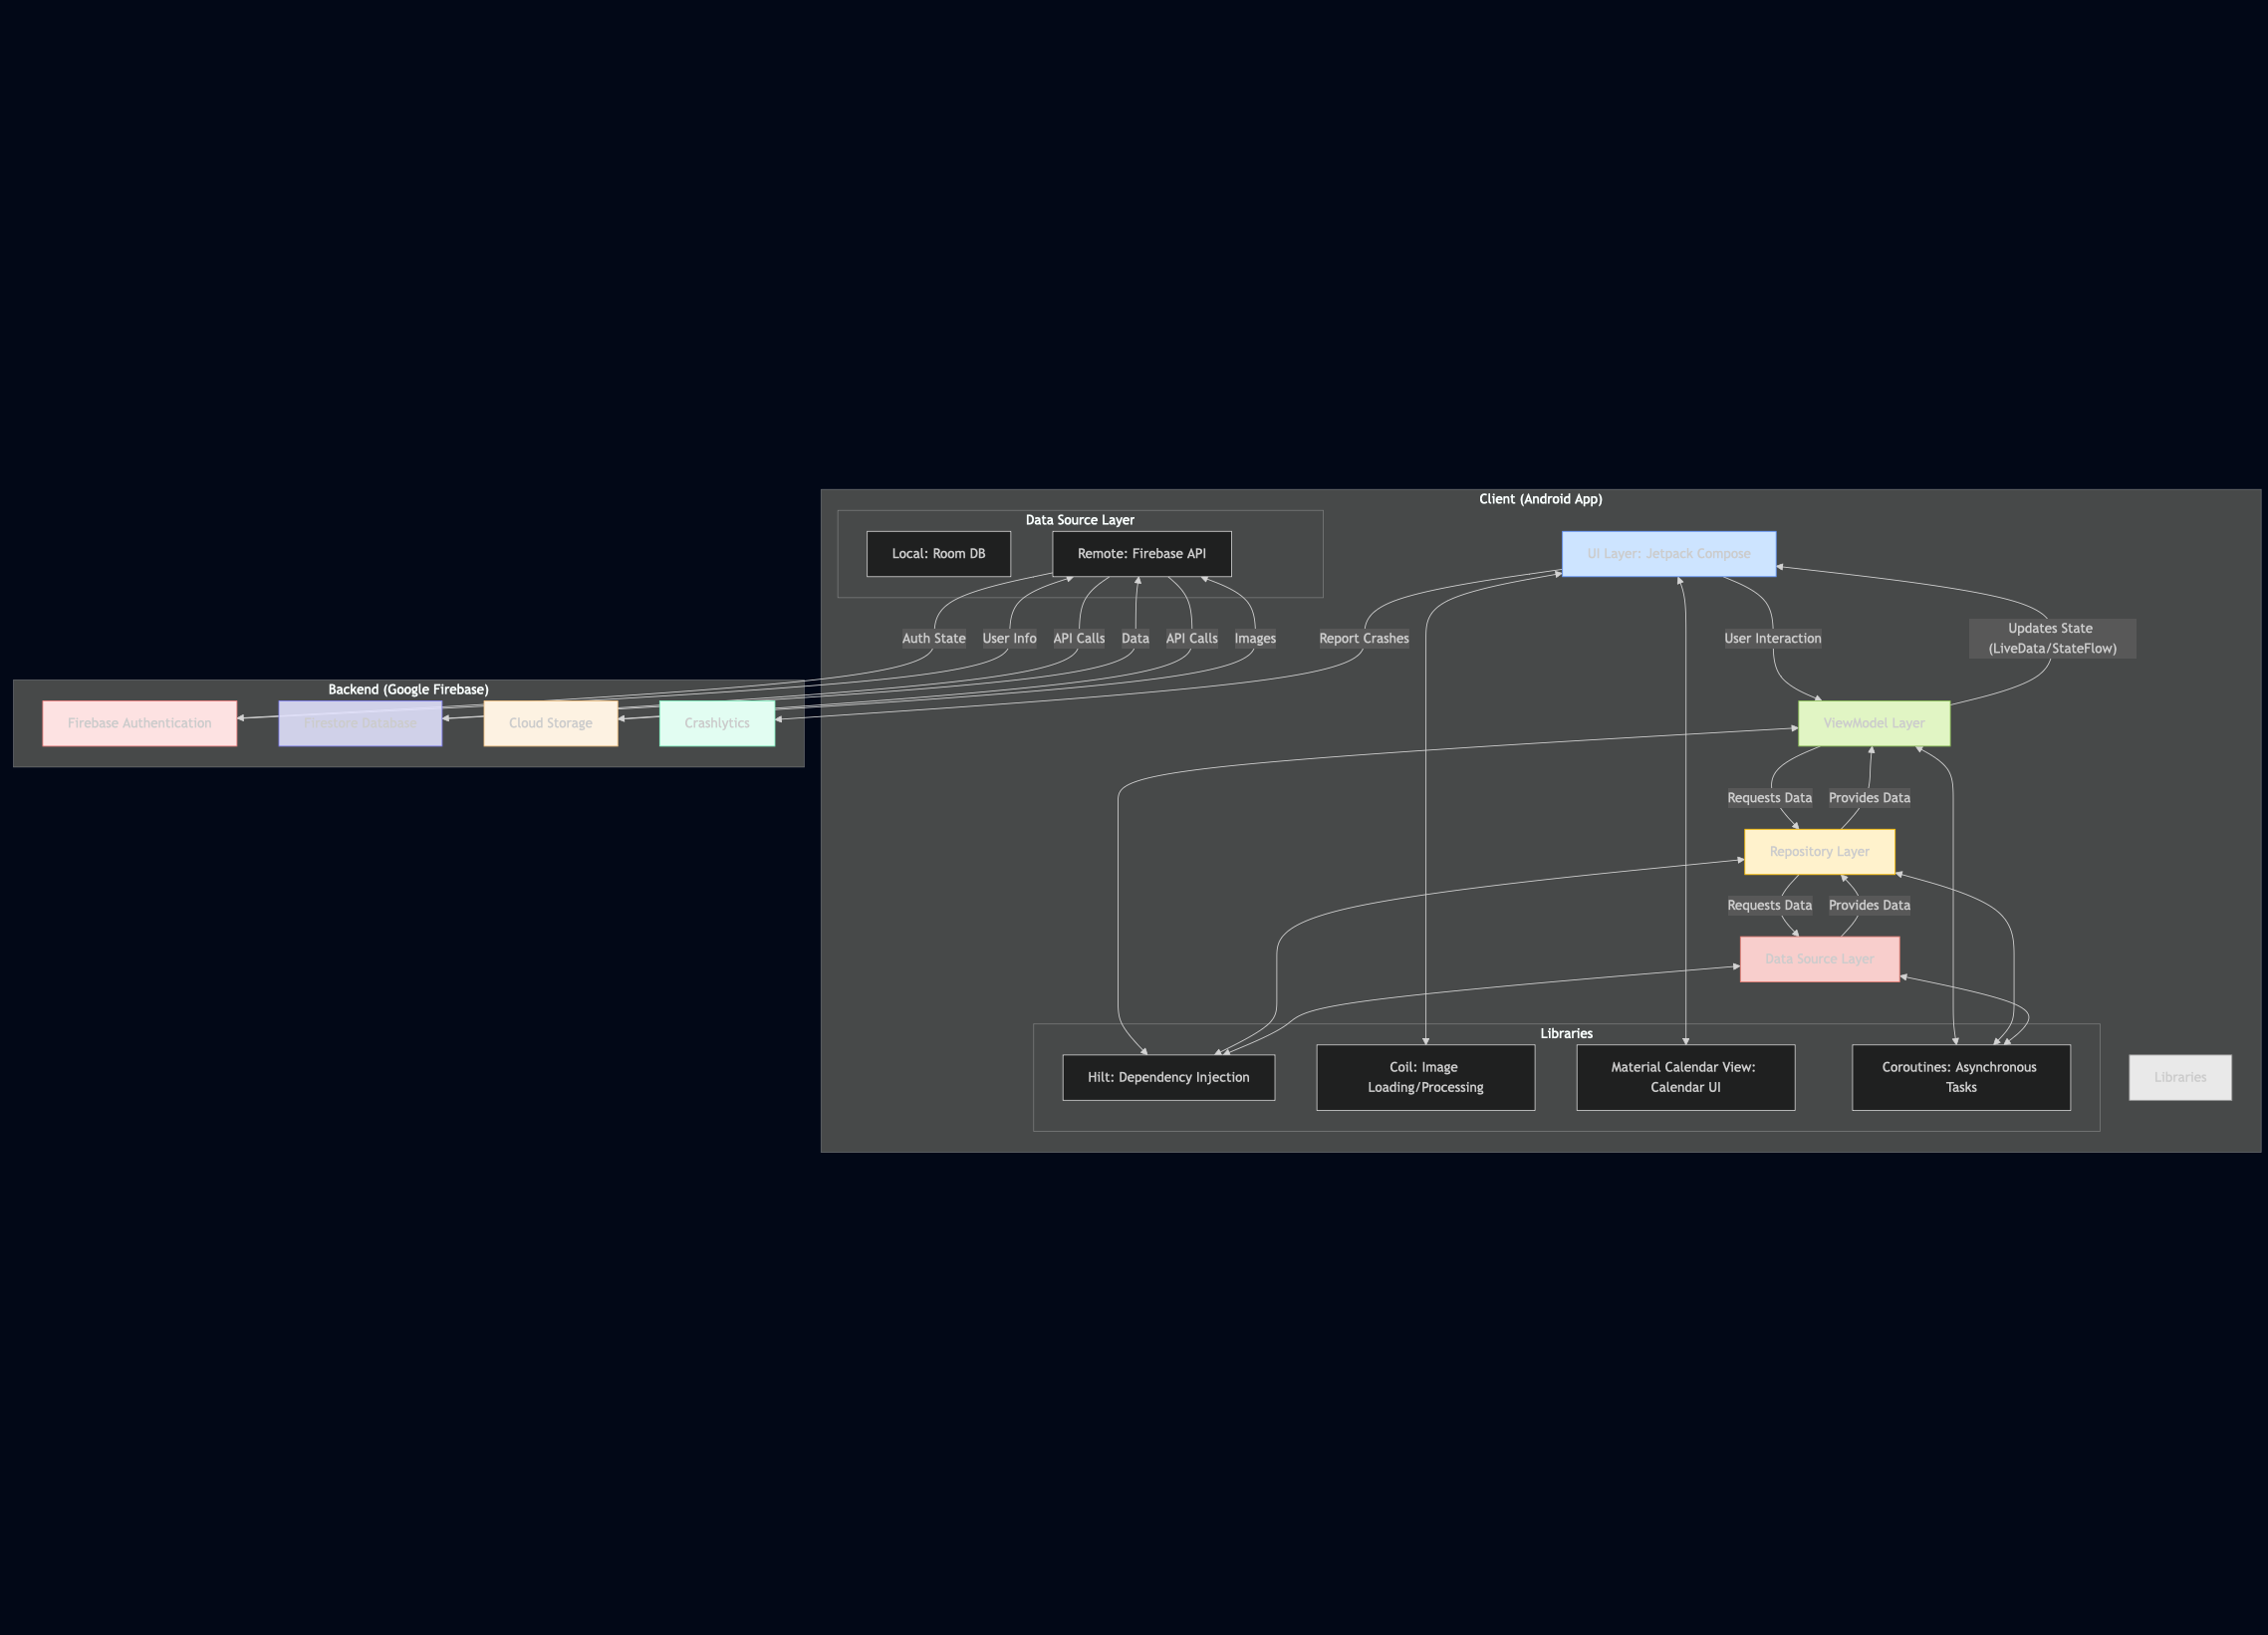 Client (Android App)
Data Source Layer
Local: Room DB
Remote: Firebase API
UI Layer: Jetpack Compose
Auth State
User Info
API Calls
Data
API Calls
Images
Report Crashes
User Interaction
Updates State
(LiveData/StateFlow)
Backend (Google Firebase)
Firebase Authentication
Firestore Database
Cloud Storage
Crashlytics
ViewModel Layer
Requests Data
Provides Data
Repository Layer
Requests Data
Provides Data
Data Source Layer
Libraries
Hilt: Dependency Injection
Coil: Image
Loading/Processing
Material Calendar View:
Calendar UI
Coroutines: Asynchronous
Tasks
Libraries